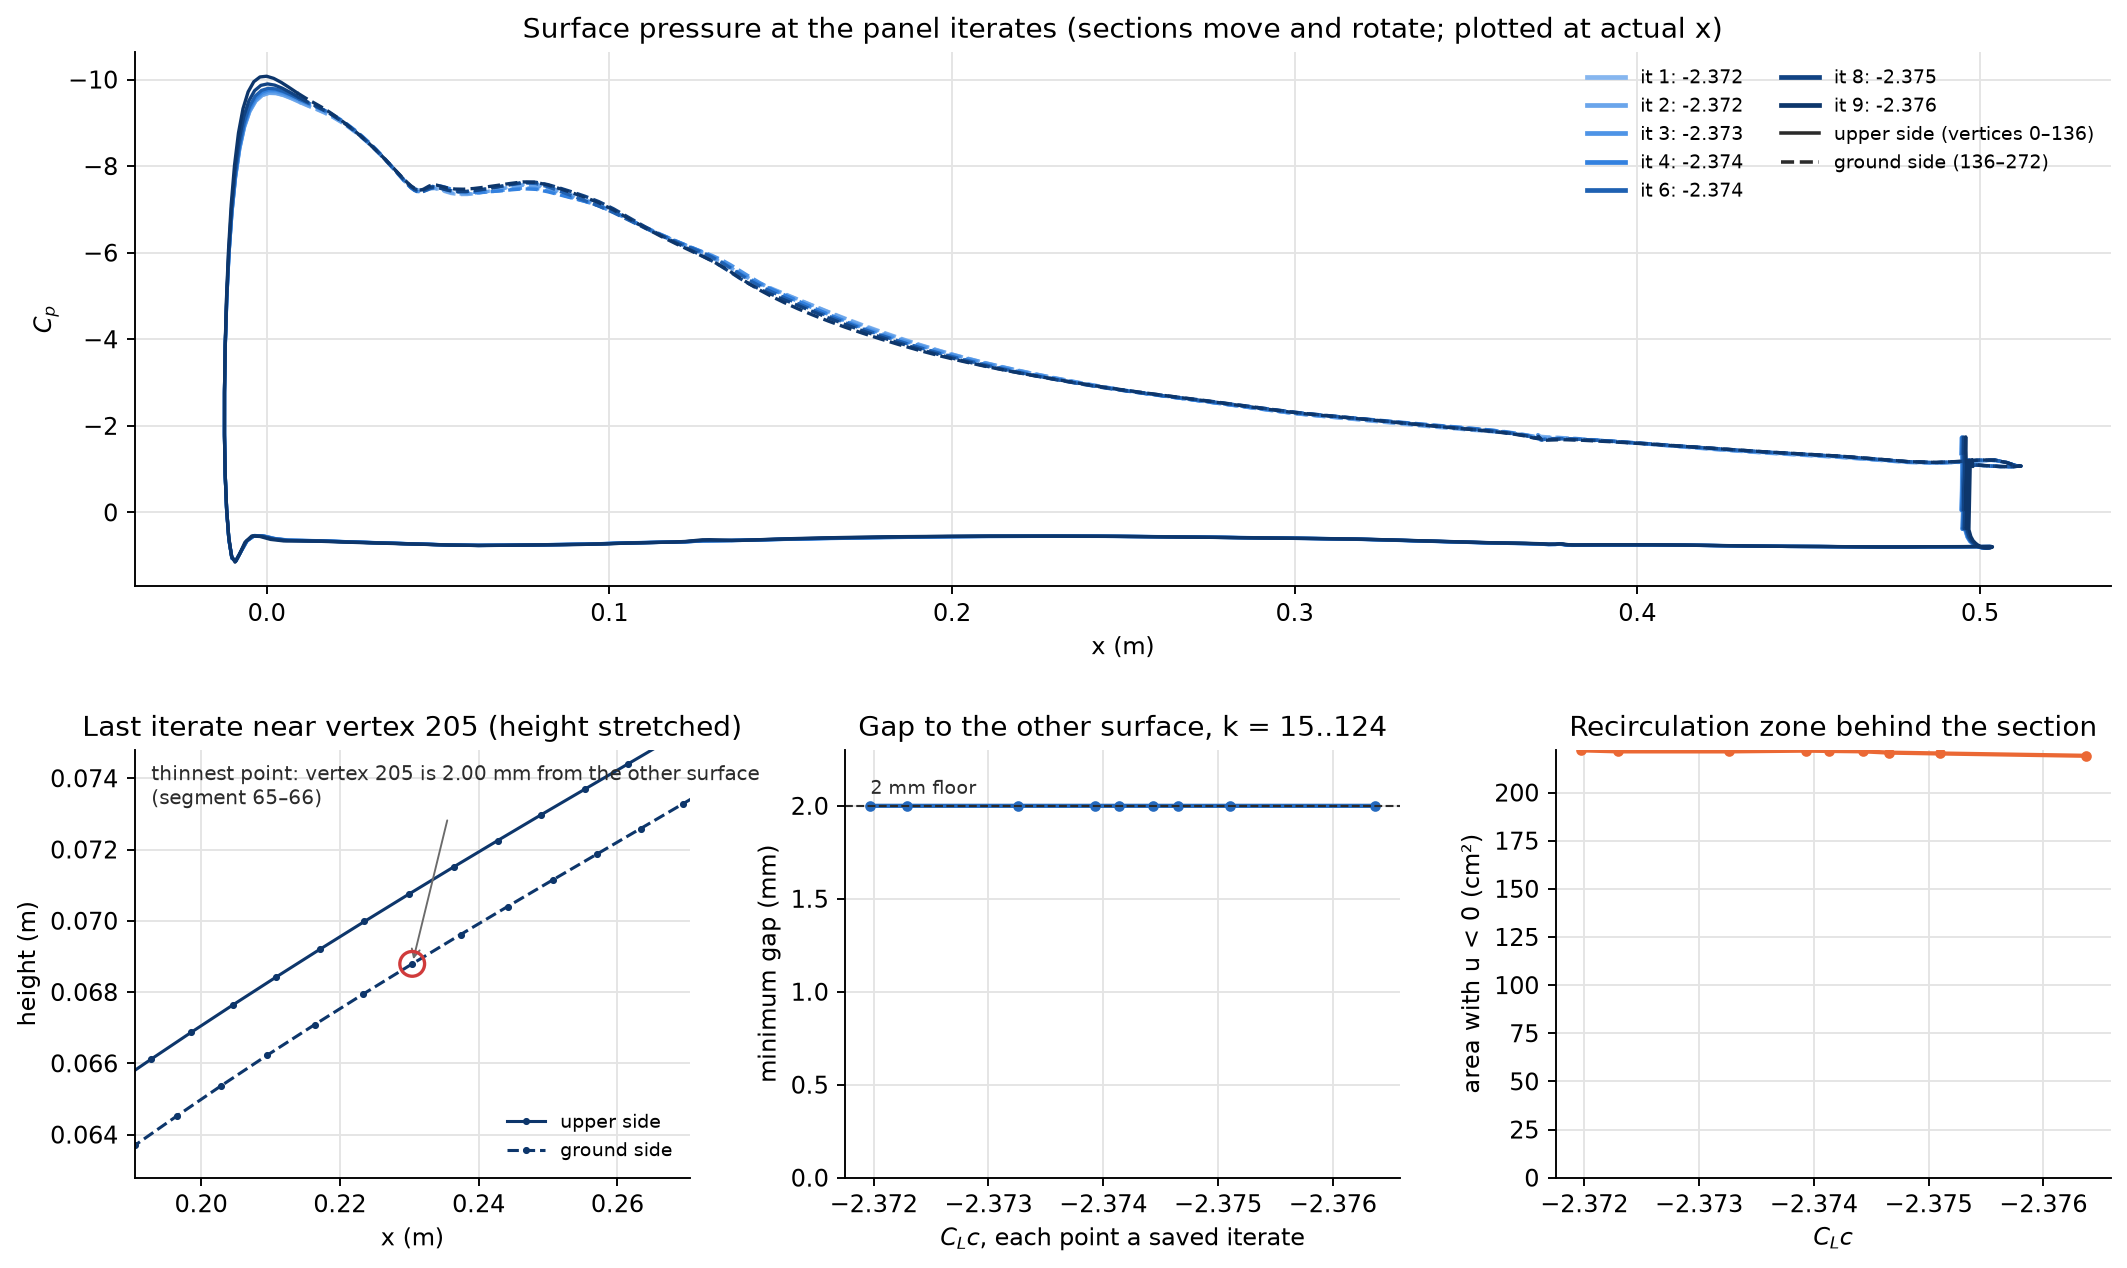 Surface pressure at the panel iterates (sections move and rotate; plotted at actual x)
−10
−8
−6
−4
−2
0
C_p
it 1: -2.372
it 2: -2.372
it 3: -2.373
it 4: -2.374
it 6: -2.374
it 8: -2.375
it 9: -2.376
upper side (vertices 0–136)
ground side (136–272)
0.0
0.1
0.2
0.3
0.4
0.5
x (m)
Last iterate near vertex 205 (height stretched)
thinnest point: vertex 205 is 2.00 mm from the other surface
(segment 65–66)
0.074
0.072
0.070
0.068
0.066
0.064
height (m)
upper side
ground side
0.20
0.22
0.24
0.26
x (m)
Gap to the other surface, k = 15..124
2 mm floor
2.0
1.5
1.0
0.5
0.0
minimum gap (mm)
−2.372
−2.373
−2.374
−2.375
−2.376
C_Lc, each point a saved iterate
Recirculation zone behind the section
200
175
150
125
100
75
50
25
0
area with u < 0 (cm²)
−2.372
−2.373
−2.374
−2.375
−2.376
C_Lc